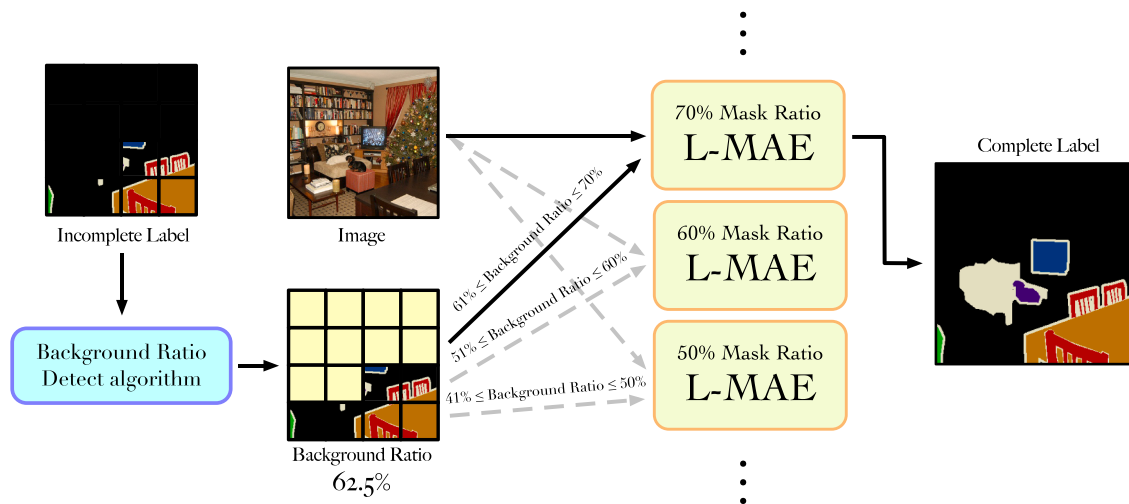 Incomplete Label
Image
Background Ratio
Detect algorithm
Background Ratio
62.5%
61% ≤ Background Ratio ≤ 70%
51% ≤ Background Ratio ≤ 60%
41% ≤ Background Ratio ≤ 50%
70% Mask Ratio
L-MAE
60% Mask Ratio
L-MAE
50% Mask Ratio
L-MAE
Complete Label